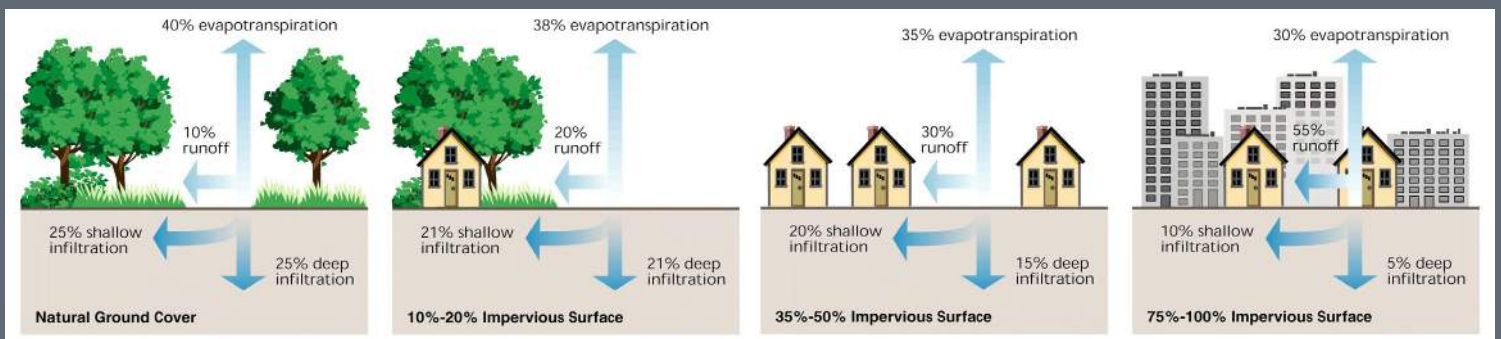 40% evapotranspiration
10%
runoff
25% shallow
infiltration
25% deep
infiltration
Natural Ground Cover
38% evapotranspiration
20%
runoff
21% shallow
infiltration
21% deep
infiltration
10%-20% Impervious Surface
35% evapotranspiration
30%
runoff
20% shallow
infiltration
15% deep
infiltration
35%-50% Impervious Surface
30% evapotranspiration
55%
runoff
10% shallow
infiltration
5% deep
infiltration
75%-100% Impervious Surface